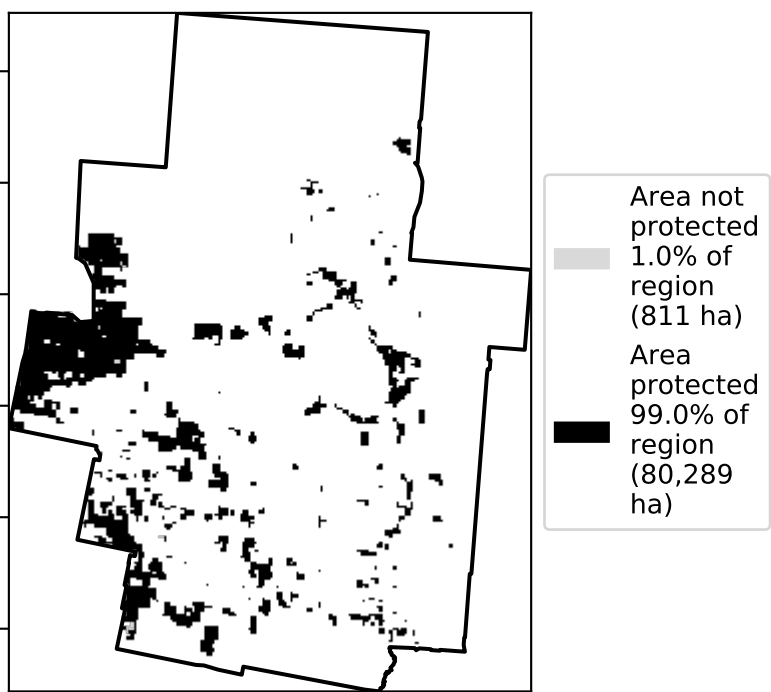 Area not
protected
1.0% of
region
(811 ha)
Area
protected
99.0% of
region
(80,289
ha)